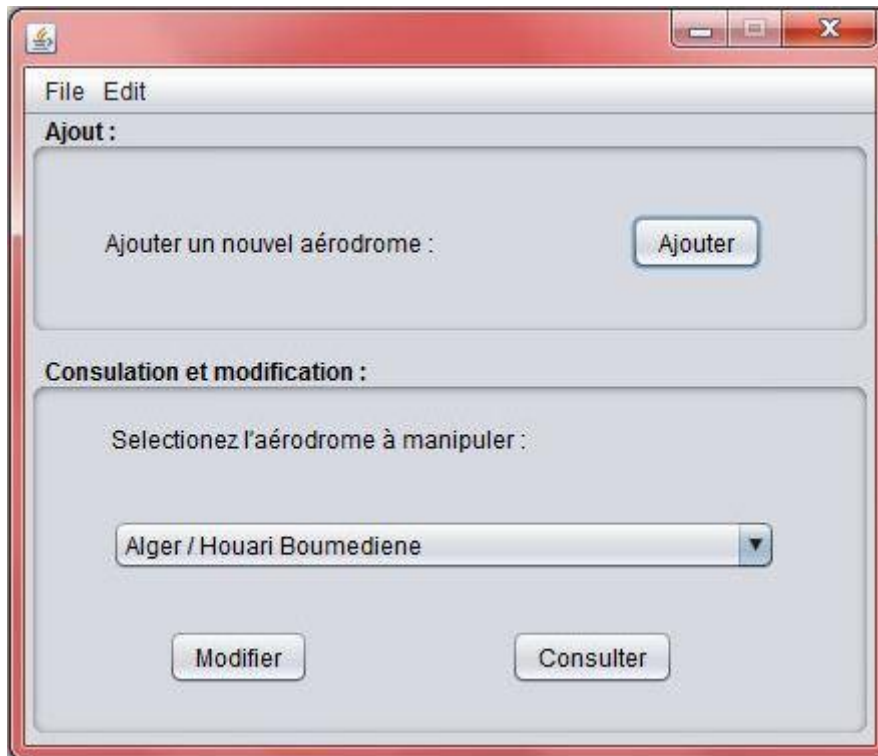 File Edit
Ajout :
Ajouter un nouvel aérodrome : Ajouter
Consulation et modification :
Selectionez l'aérodrome à manipuler :
Alger / Houari Boumediene
Modifier Consulter